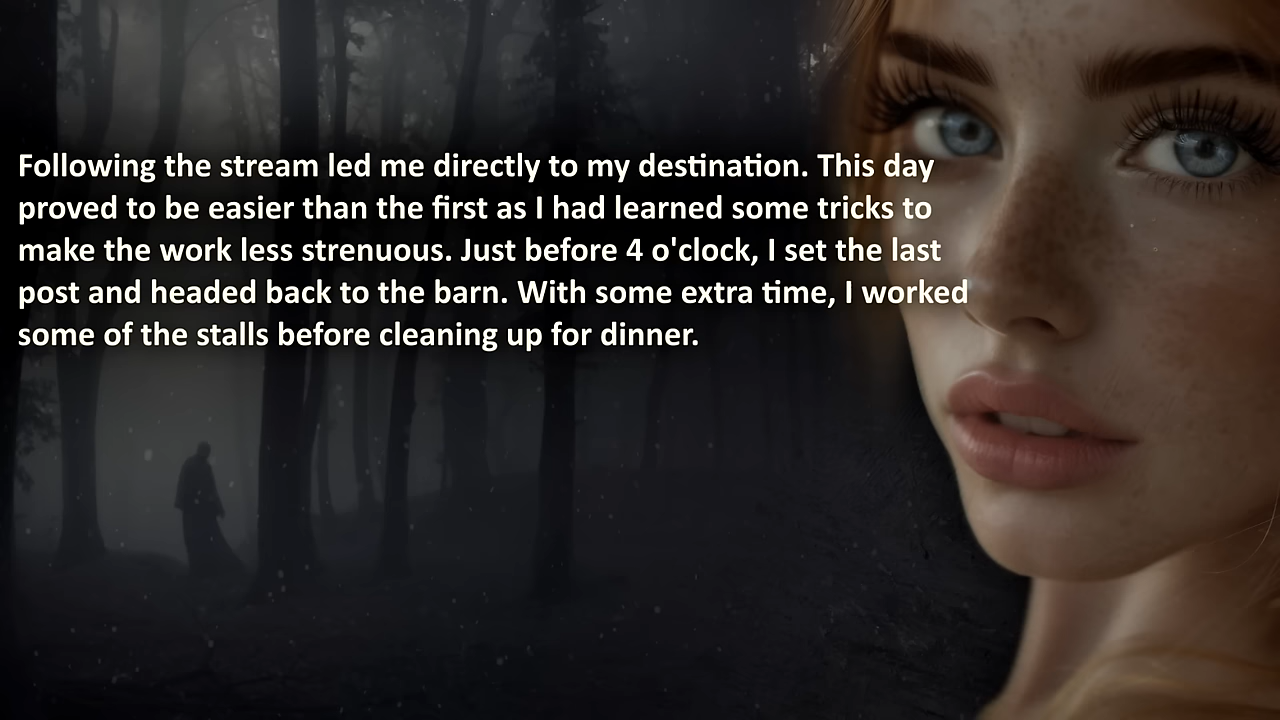 Following the stream led me directly to my destination. This day
proved to be easier than the first as I had learned some tricks to
make the work less strenuous. Just before 4 o'clock, I set the last
post and headed back to the barn. With some extra time, I worked
some of the stalls before cleaning up for dinner.